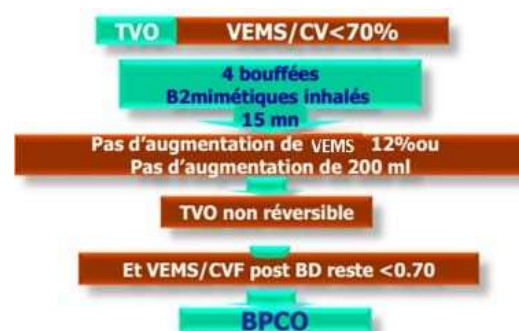 TVO VEMS/CV<70%
4 bouffées
B2mimétiques inhalés
15 mn
Pas d'augmentation de VEMS 12%ou
Pas d'augmentation de 200 ml
TVO non réversible
Et VEMS/CVF post BD reste <0.70
BPCO